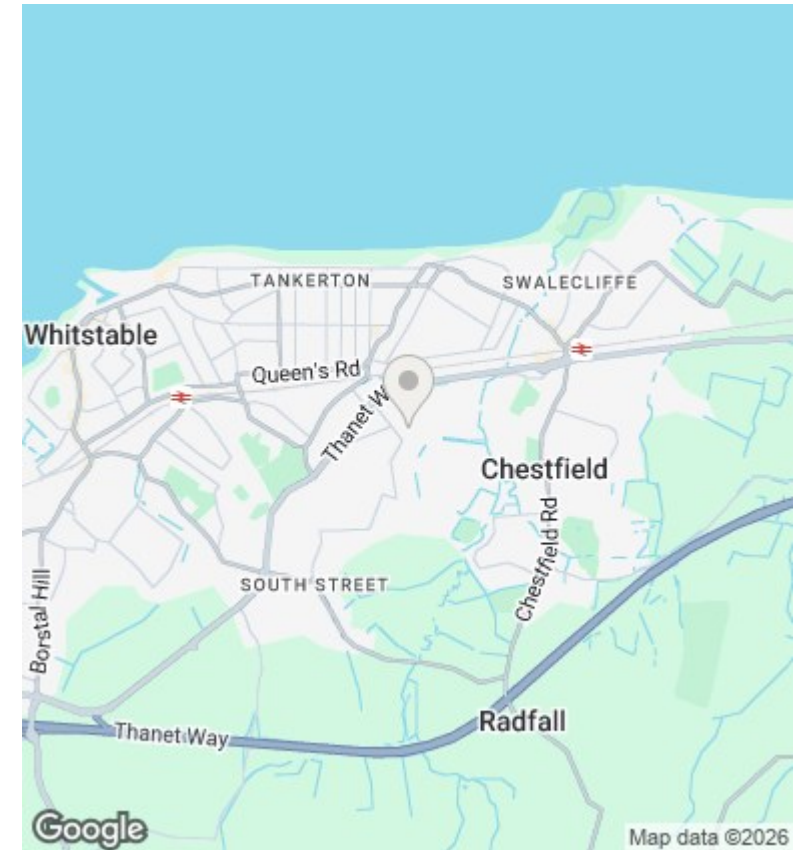 TANKERTON
SWALECLIFFE
Whitstable
Queen's Rd
Thanet W
Chestfield
Chestfield Rd
SOUTH STREET
Borstal Hill
Radfall
Thanet Way
Google
Map data ©2026